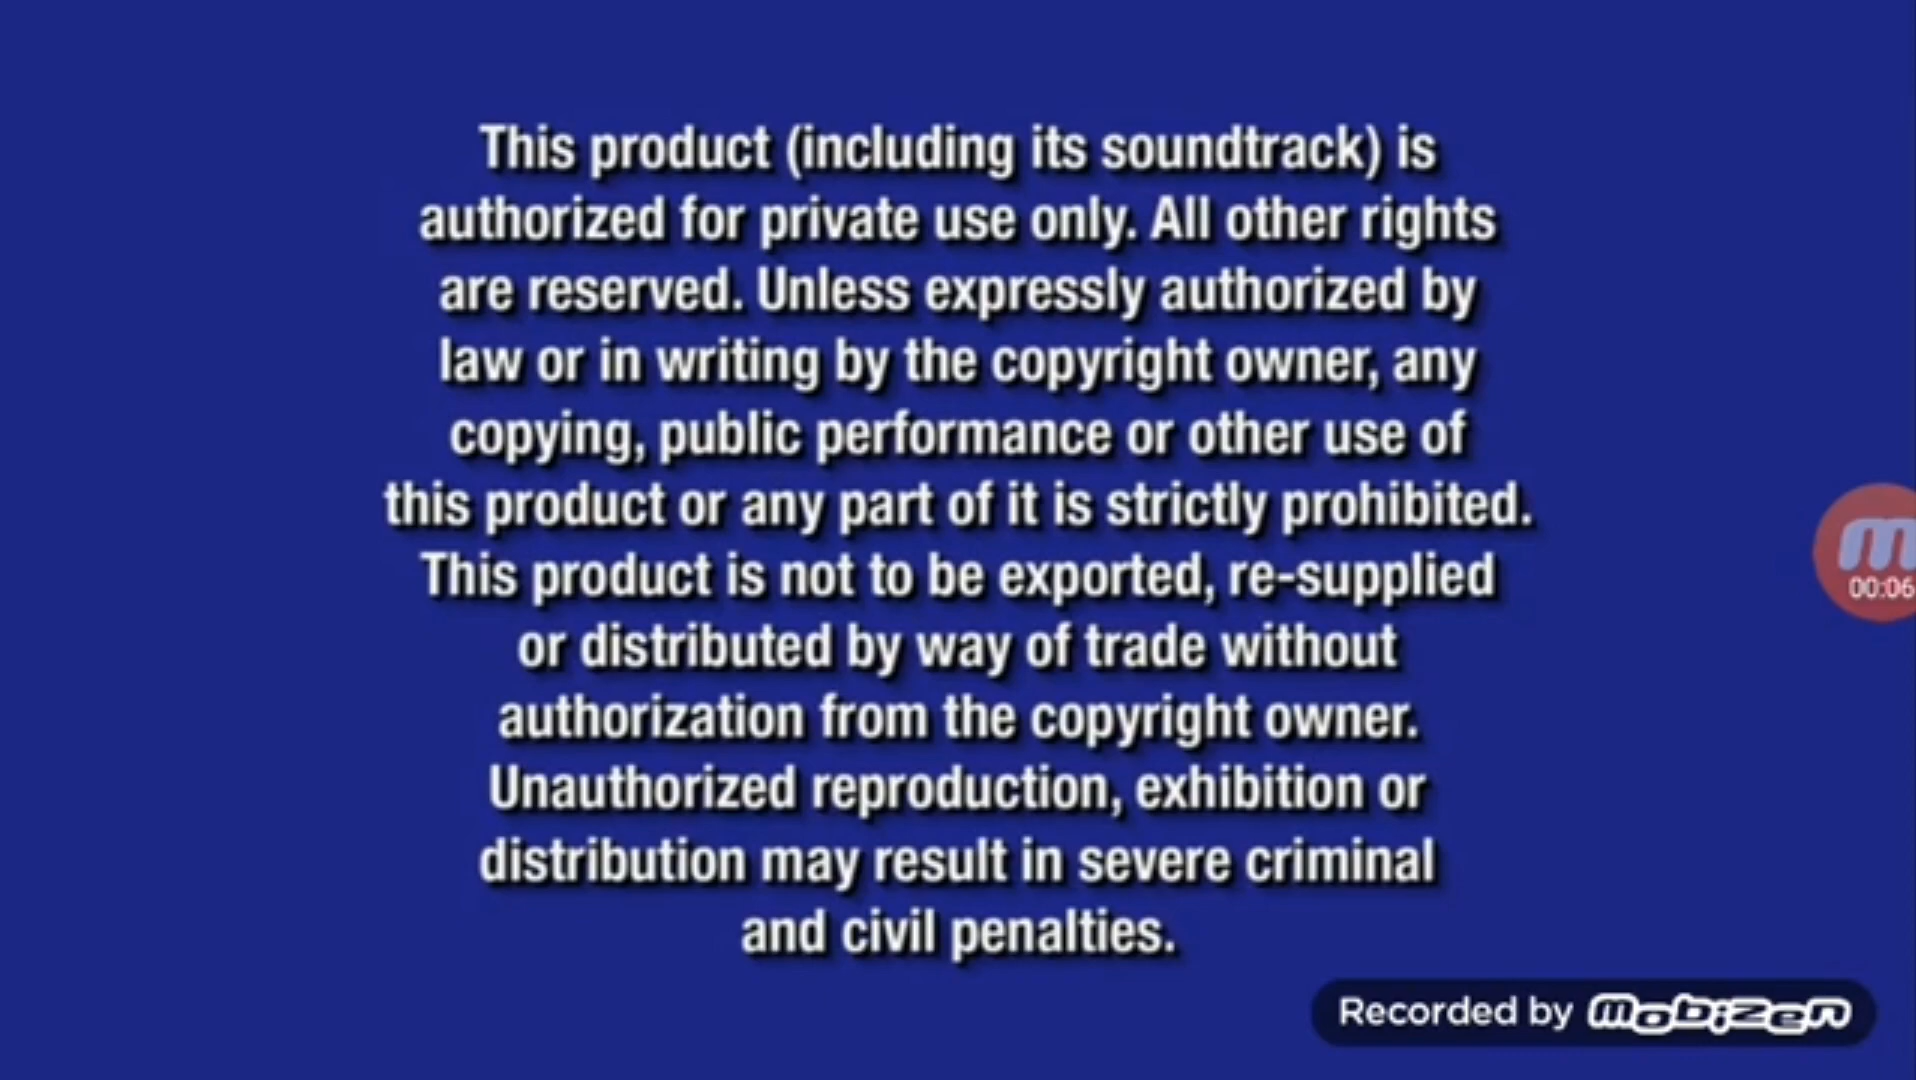 This product (including its soundtrack) is
authorized for private use only. All other rights
are reserved. Unless expressly authorized by
law or in writing by the copyright owner, any
copying, public performance or other use of
this product or any part of it is strictly prohibited.
This product is not to be exported, re-supplied
or distributed by way of trade without
authorization from the copyright owner.
Unauthorized reproduction, exhibition or
distribution may result in severe criminal
and civil penalties.
m
00:06
Recorded by mobizen